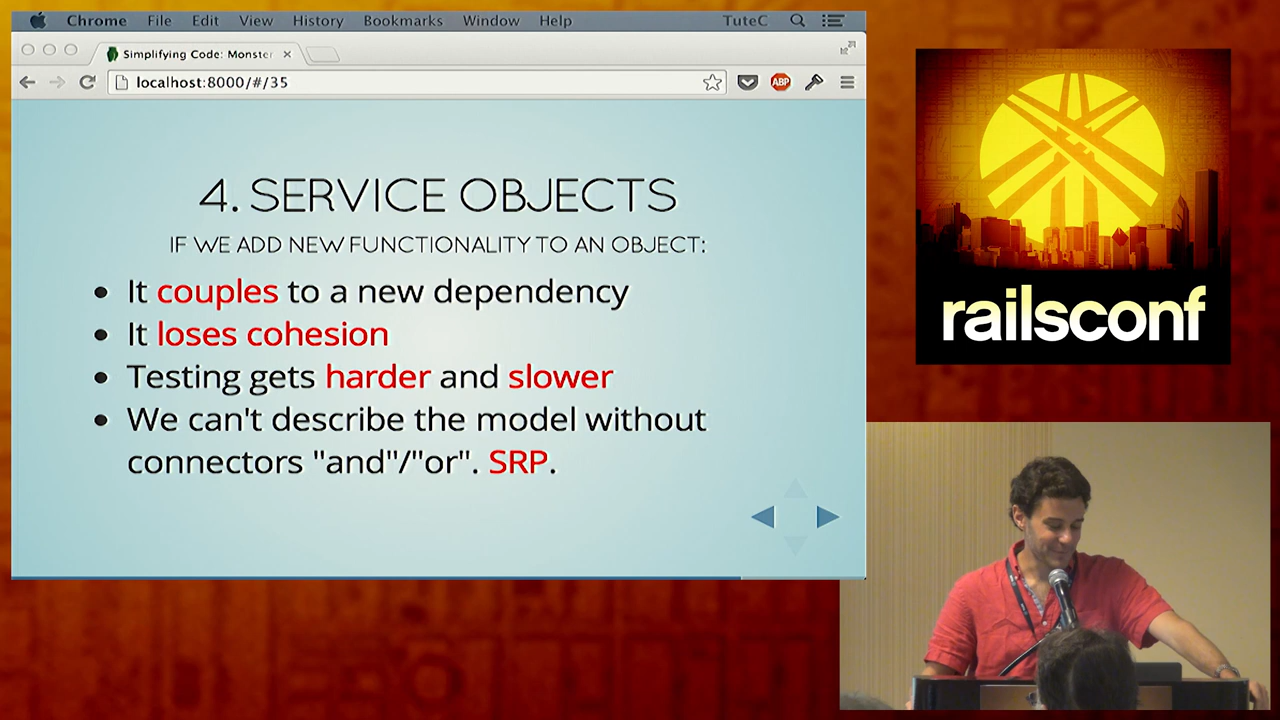 Chrome File Edit View History Bookmarks Window Help TuteC
Simplifying Code: Monster
localhost:8000/#/35
ABP
4. SERVICE OBJECTS
IF WE ADD NEW FUNCTIONALITY TO AN OBJECT:
It couples to a new dependency
It loses cohesion
Testing gets harder and slower
We can't describe the model without
connectors "and"/"or". SRP.
railsconf